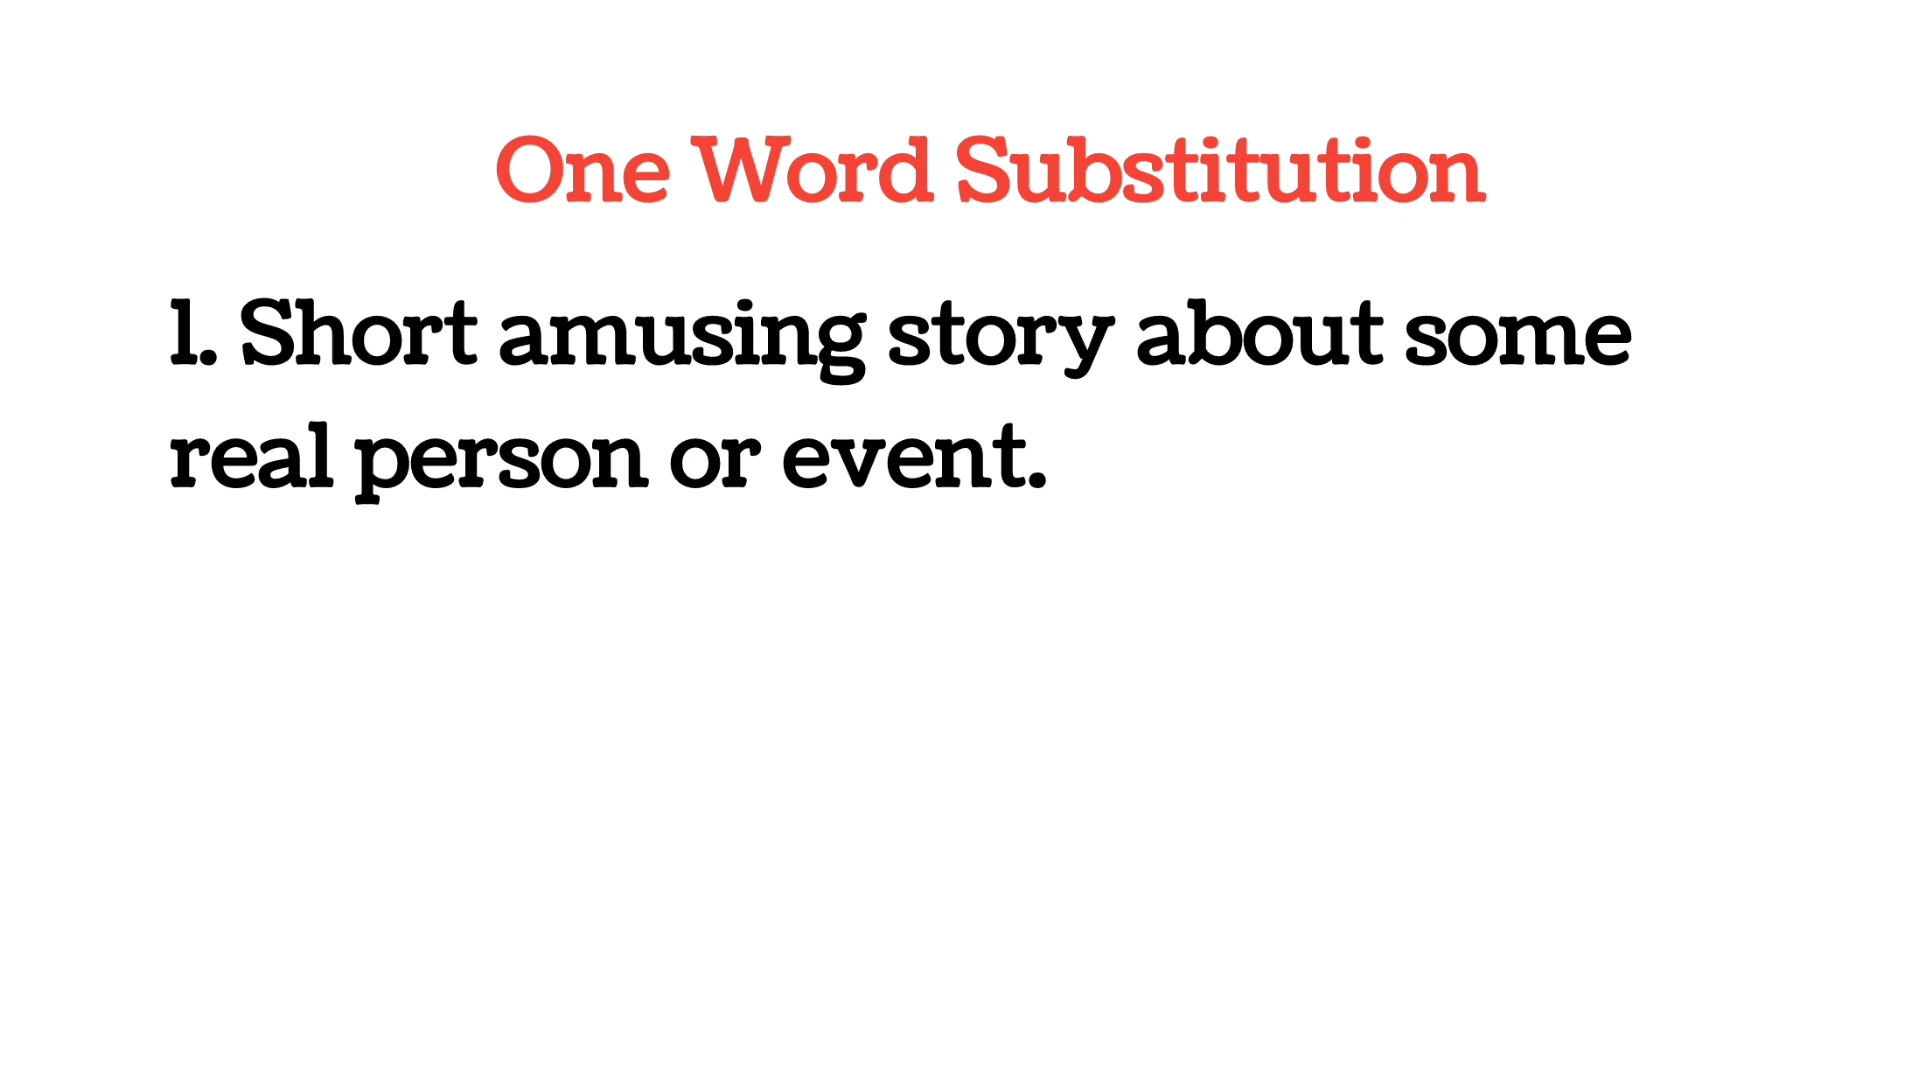 One Word Substitution
1. Short amusing story about some
real person or event.